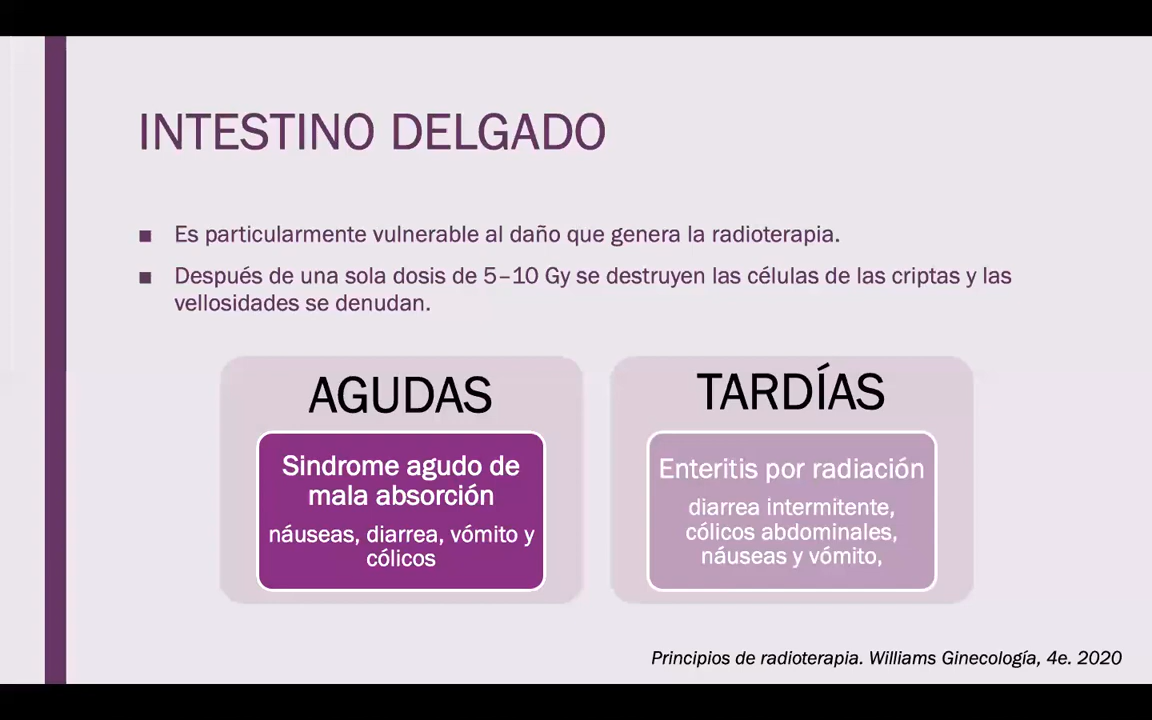 INTESTINO DELGADO
■ Es particularmente vulnerable al daño que genera la radioterapia.
■ Después de una sola dosis de 5–10 Gy se destruyen las células de las criptas y las
vellosidades se denudan.
AGUDAS
Sindrome agudo de
mala absorción
náuseas, diarrea, vómito y
cólicos
TARDÍAS
Enteritis por radiación
diarrea intermitente,
cólicos abdominales,
náuseas y vómito,
Principios de radioterapia. Williams Ginecología, 4e. 2020